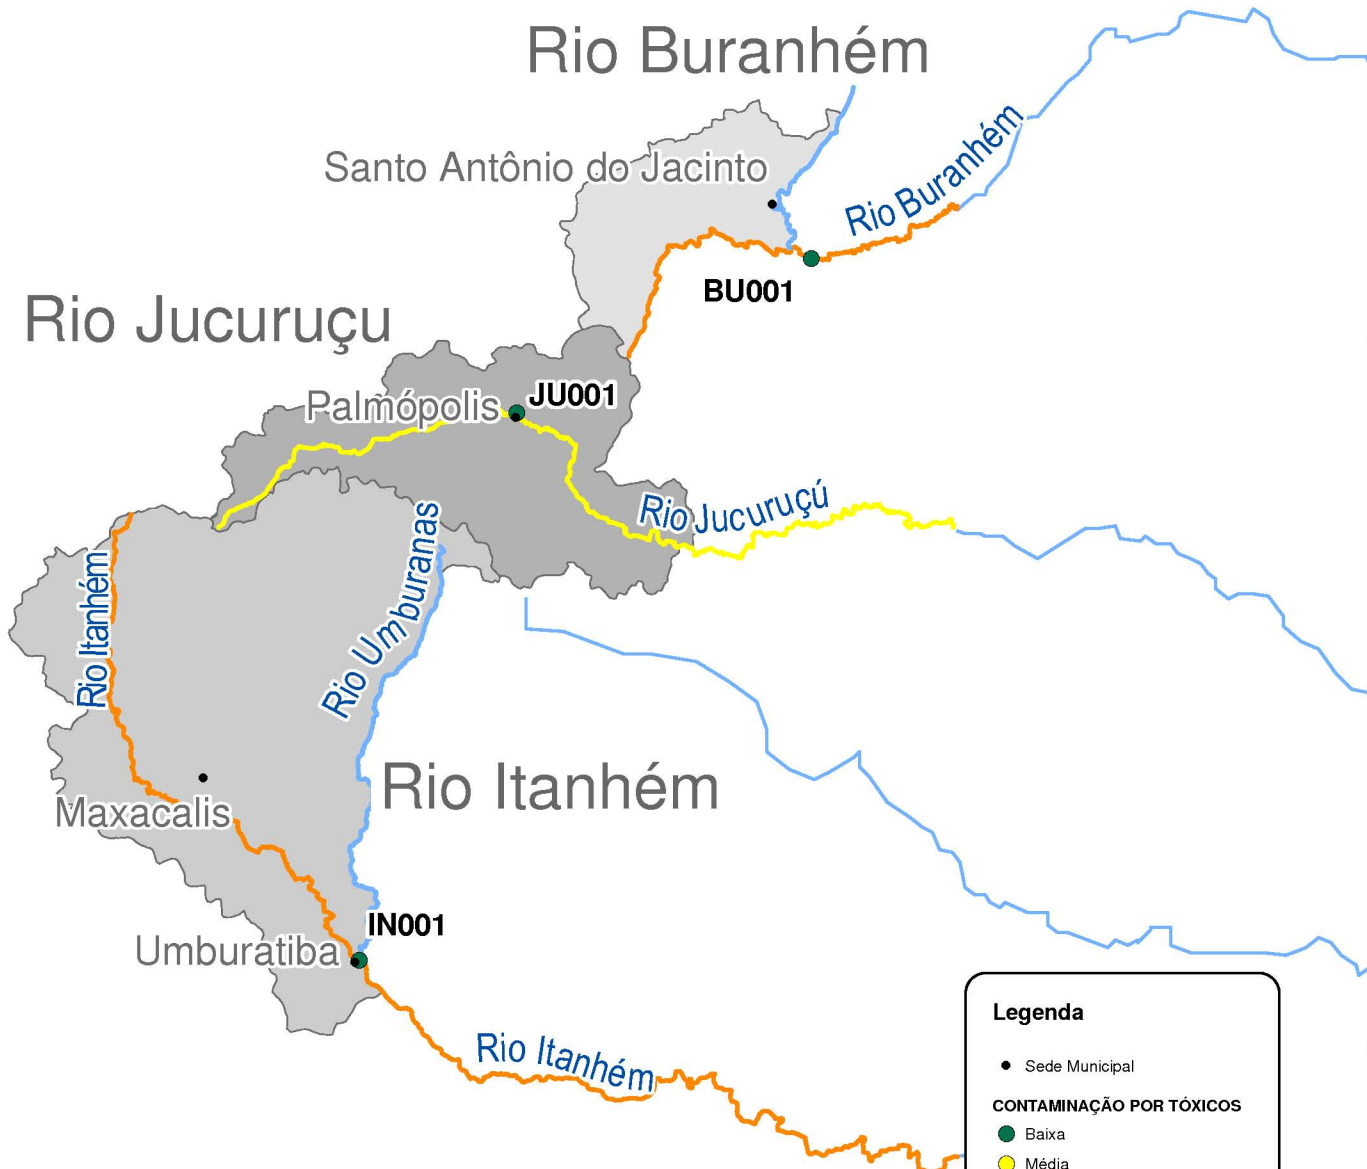 Rio Buranhém
Santo Antônio do Jacinto
Rio Buranhém
BU001
Rio Jucuruçu
Palmópolis
JU001
Rio Jucuruçú
Rio Itanhém
Rio Umburanas
Rio Itanhém
Maxacalis
IN001
Umburatiba
Rio Itanhém
Legenda
Sede Municipal
CONTAMINAÇÃO POR TÓXICOS
Baixa
Média